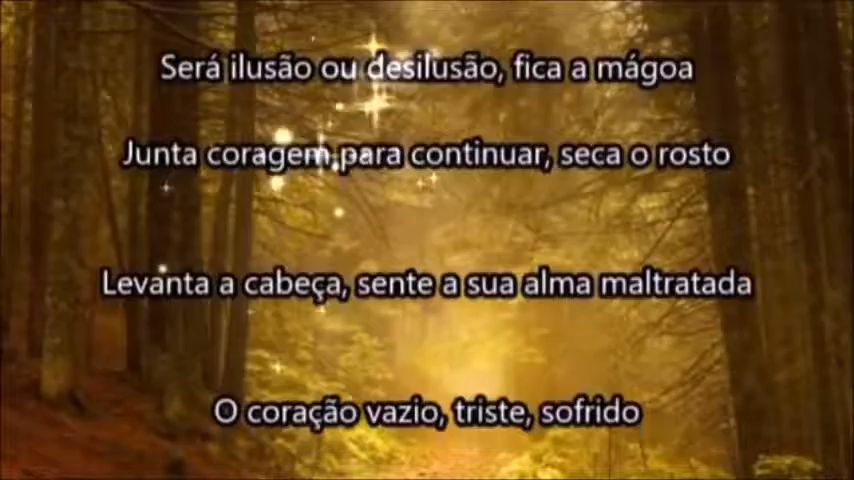 Será ilusão ou desilusão, fica a mágoa
Junta coragem para continuar, seca o rosto
Levanta a cabeça, sente a sua alma maltratada
O coração vazio, triste, sofrido